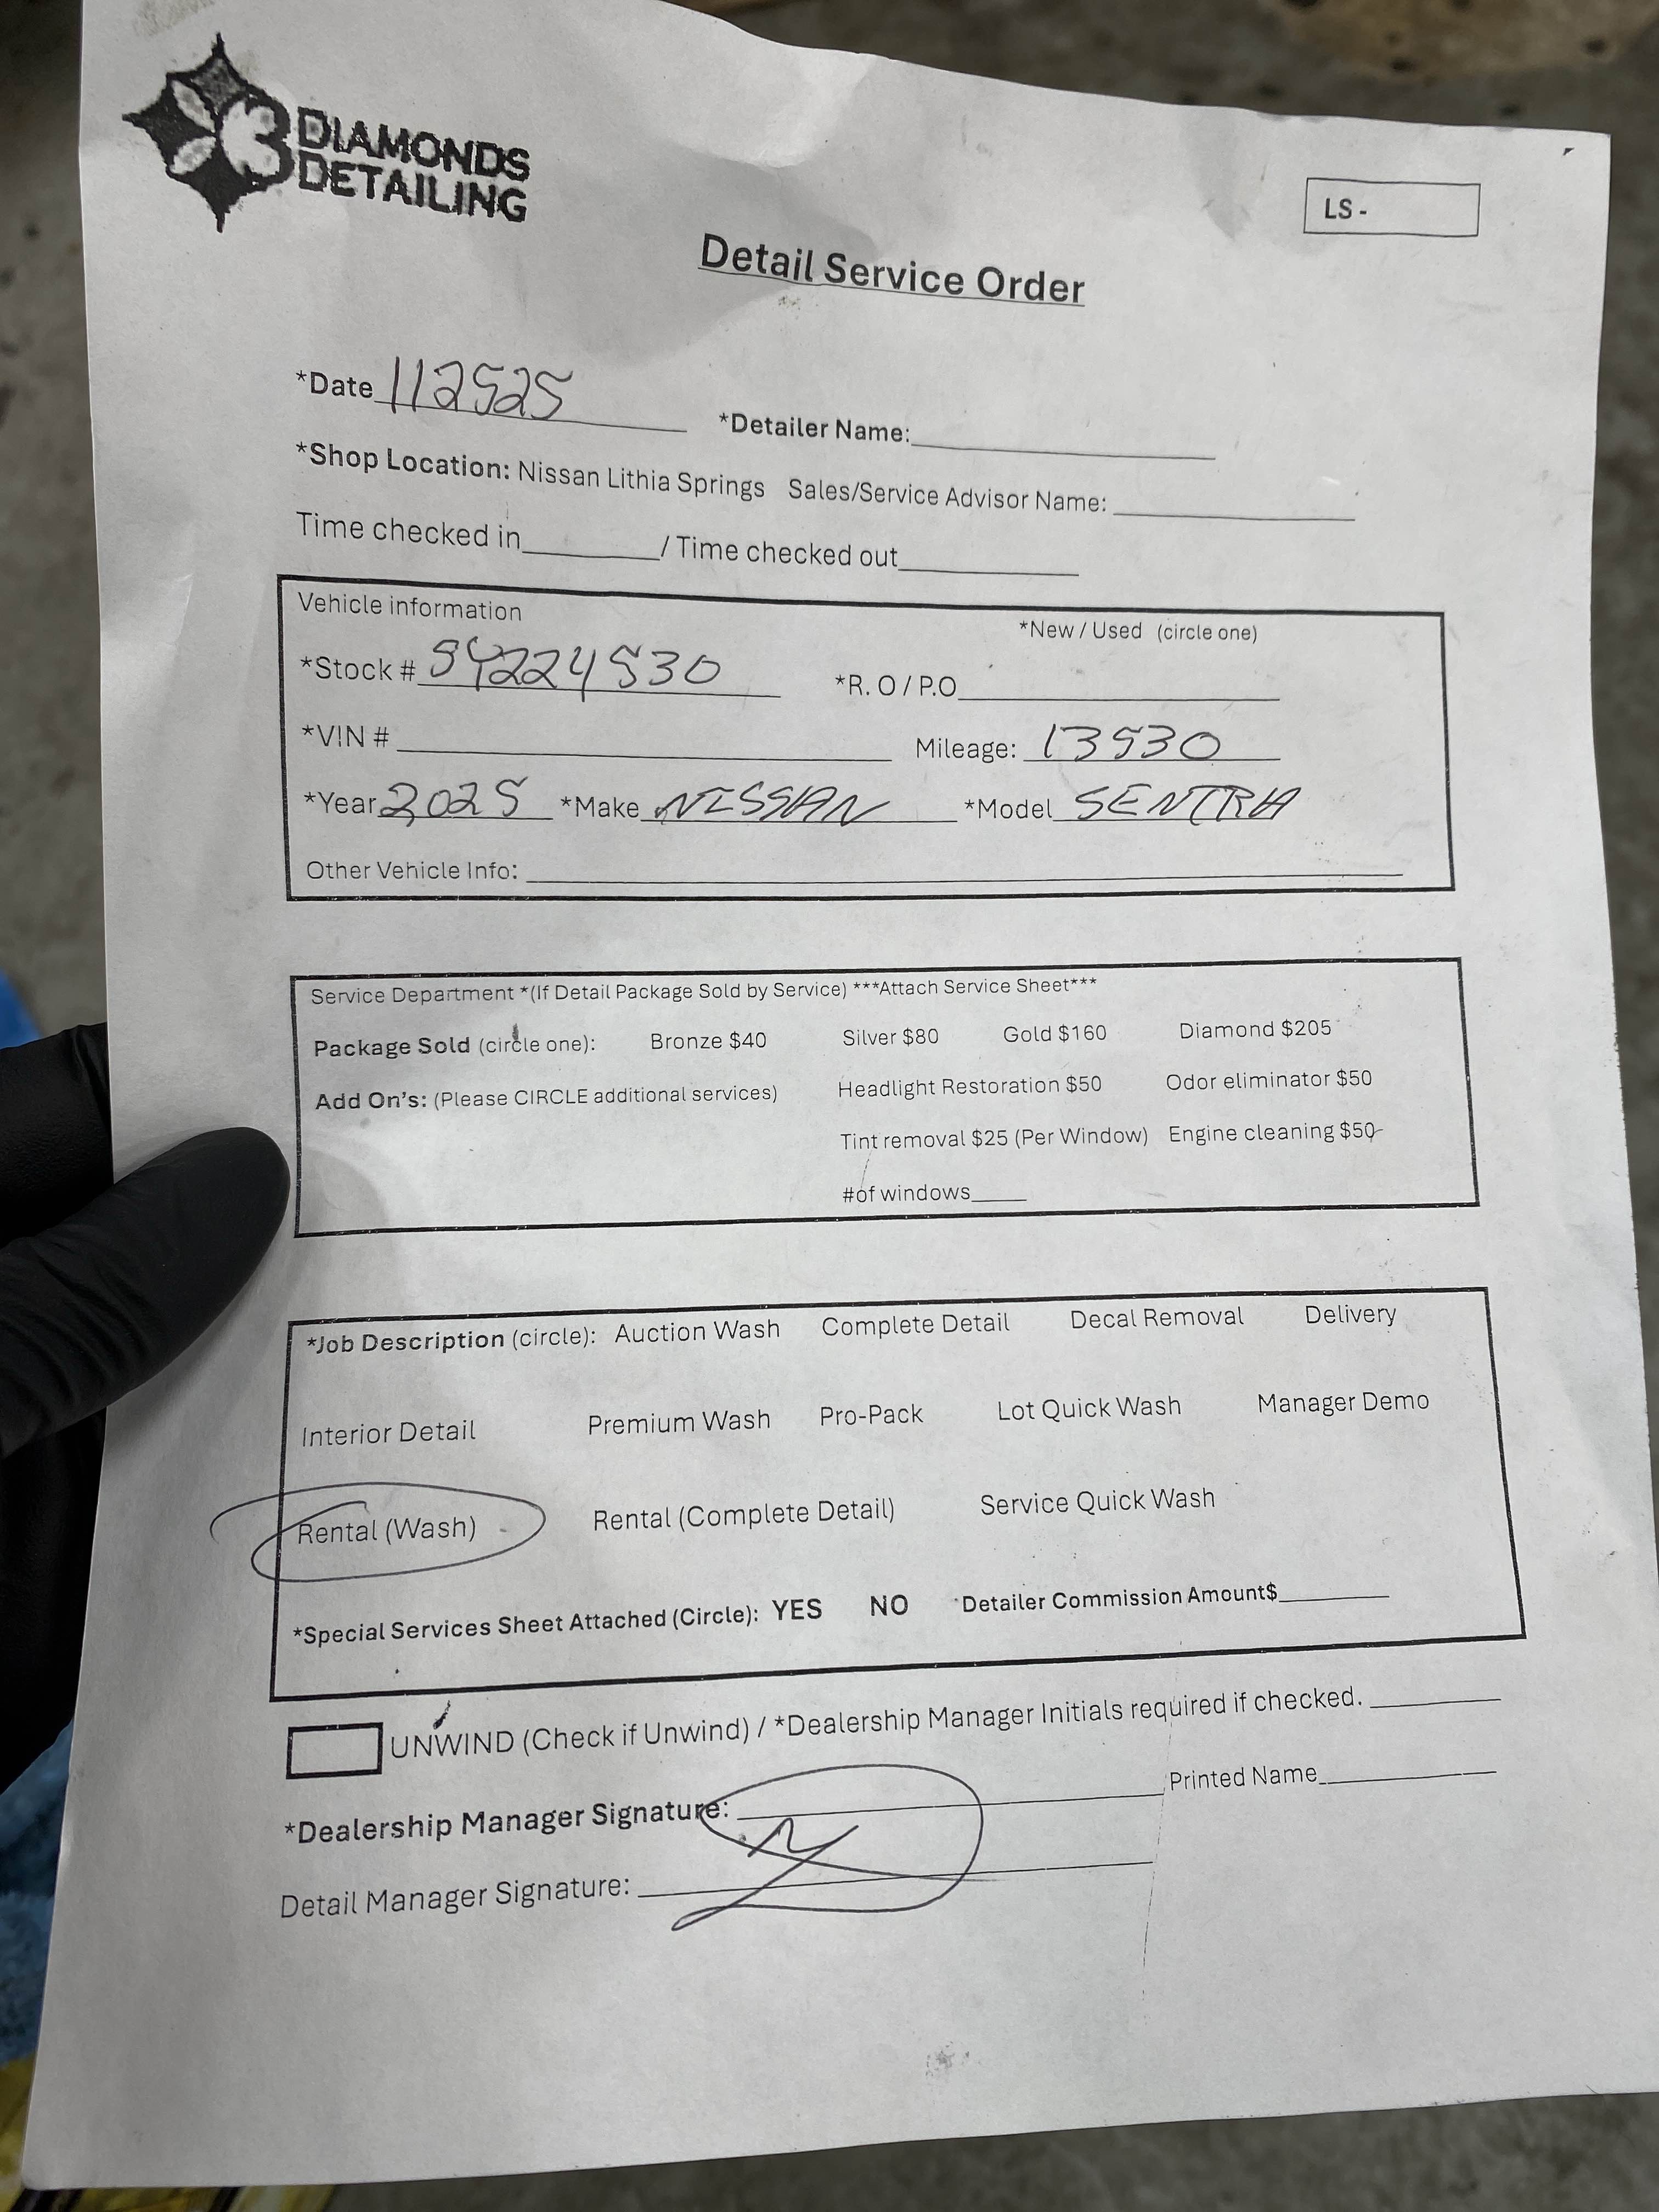 3 DIAMONDS
DETAILING
LS -
Detail Service Order
*Date 112525 *Detailer Name:
*Shop Location: Nissan Lithia Springs Sales/Service Advisor Name:
Time checked in / Time checked out
Vehicle information
*New / Used (circle one)
*Stock # SY224530 *R. O / P.O
*VIN # Mileage: 13530
*Year 2025 *Make NISSAN *Model SENTRA
Other Vehicle Info:
Service Department *(If Detail Package Sold by Service) ***Attach Service Sheet***
Package Sold (circle one): Bronze $40 Silver $80 Gold $160 Diamond $205
Add On's: (Please CIRCLE additional services) Headlight Restoration $50 Odor eliminator $50
Tint removal $25 (Per Window) Engine cleaning $50
#of windows
*Job Description (circle): Auction Wash Complete Detail Decal Removal Delivery
Interior Detail Premium Wash Pro-Pack Lot Quick Wash Manager Demo
Rental (Wash) Rental (Complete Detail) Service Quick Wash
*Special Services Sheet Attached (Circle): YES NO Detailer Commission Amount$
UNWIND (Check if Unwind) / *Dealership Manager Initials required if checked.
*Dealership Manager Signature: Printed Name
Detail Manager Signature: